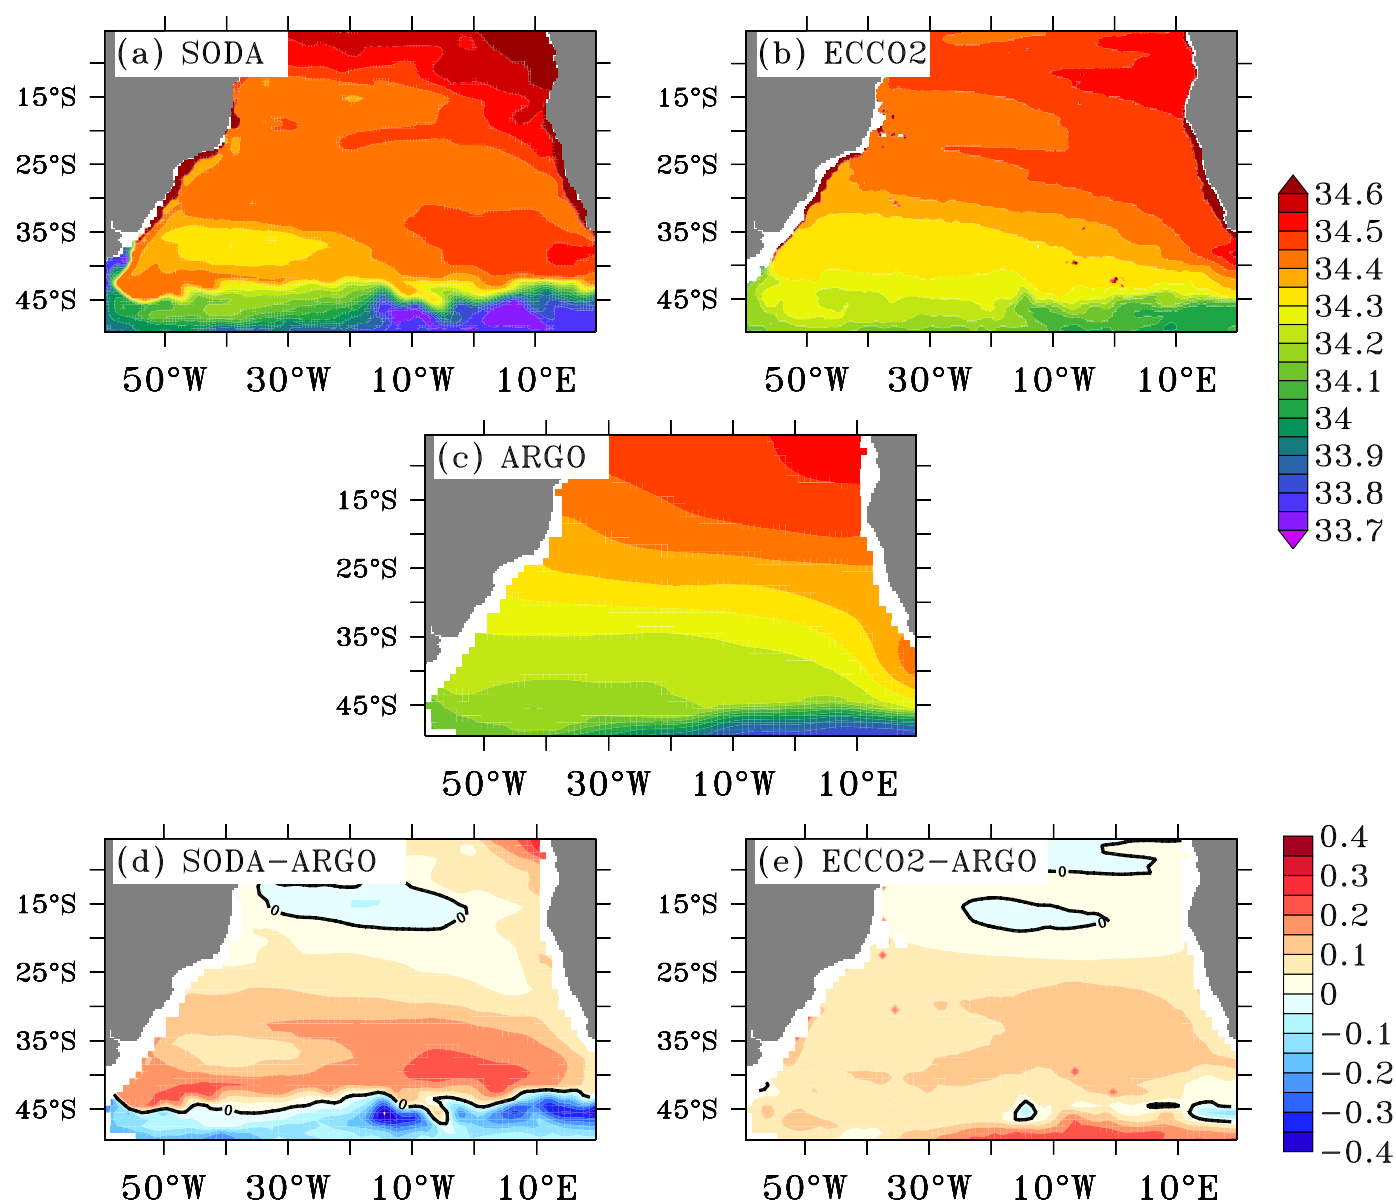 (a) SODA
15°S
25°S
35°S
45°S
50°W 30°W 10°W 10°E
(b) ECCO2
15°S
25°S
35°S
45°S
50°W 30°W 10°W 10°E
34.6
34.5
34.4
34.3
34.2
34.1
34
33.9
33.8
33.7
(c) ARGO
15°S
25°S
35°S
45°S
50°W 30°W 10°W 10°E
(d) SODA-ARGO
15°S
25°S
35°S
45°S
0
0
0
0
50°W 30°W 10°W 10°E
(e) ECCO2-ARGO
15°S
25°S
35°S
45°S
0
0
50°W 30°W 10°W 10°E
0.4
0.3
0.2
0.1
0
-0.1
-0.2
-0.3
-0.4